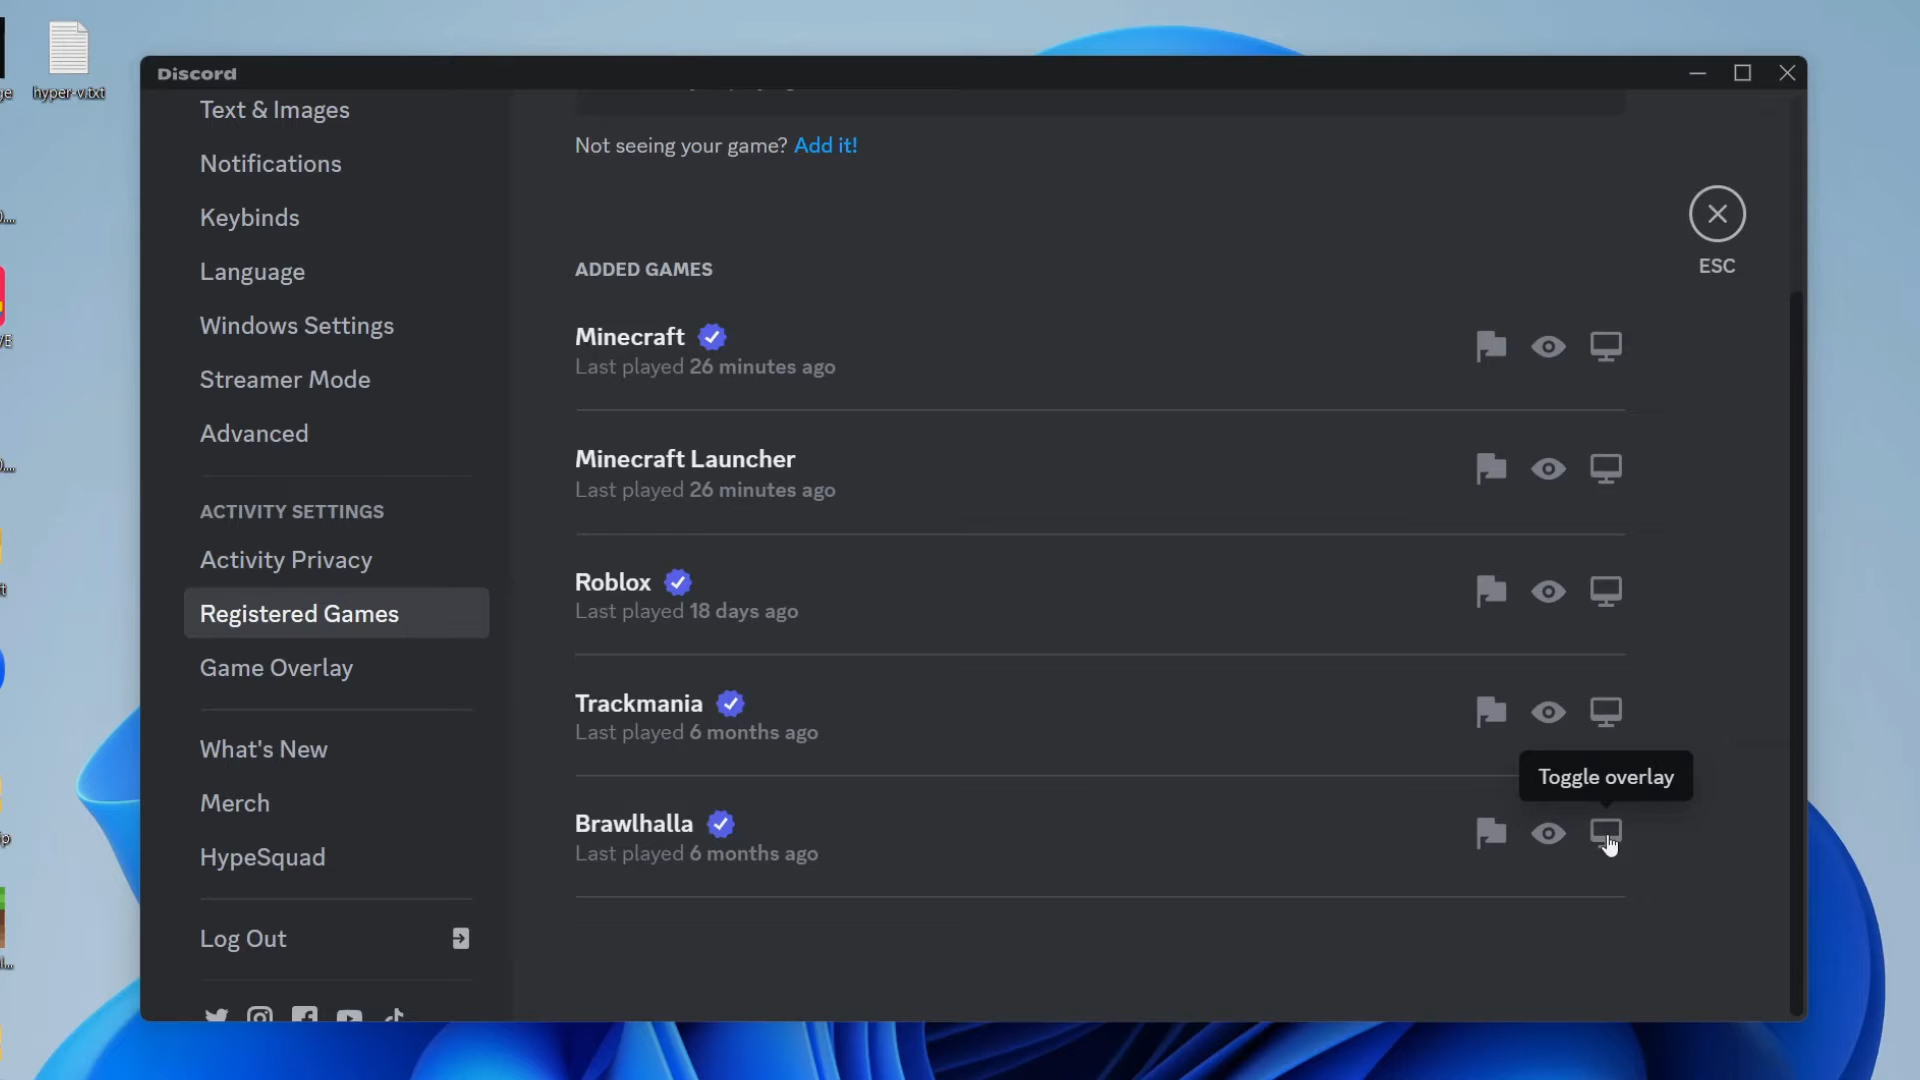 hyper-v.txt
Discord
Text & Images
Notifications
Keybinds
Language
Windows Settings
Streamer Mode
Advanced
ACTIVITY SETTINGS
Activity Privacy
Registered Games
Game Overlay
What's New
Merch
HypeSquad
Log Out
Not seeing your game? Add it!
ESC
ADDED GAMES
Minecraft
Last played 26 minutes ago
Minecraft Launcher
Last played 26 minutes ago
Roblox
Last played 18 days ago
Trackmania
Last played 6 months ago
Toggle overlay
Brawlhalla
Last played 6 months ago